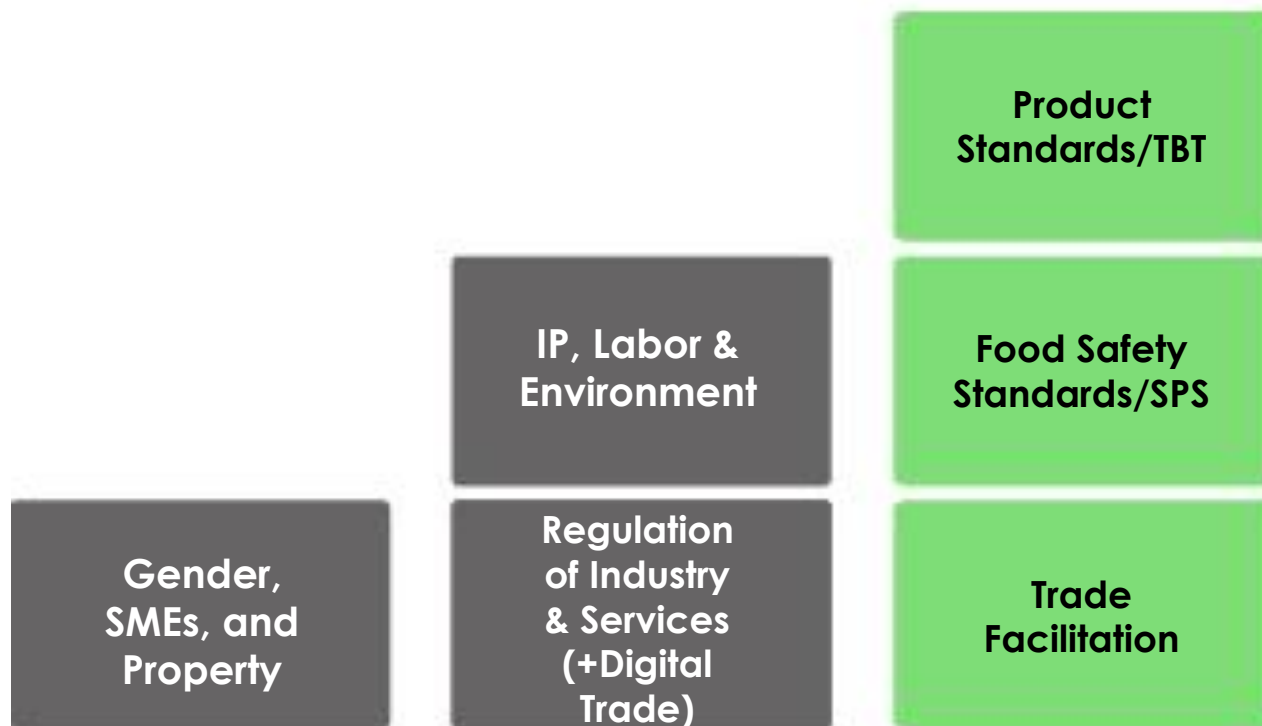 Product
Standards/TBT
IP, Labor &
Environment
Food Safety
Standards/SPS
Gender,
SMEs, and
Property
Regulation
of Industry
& Services
(+Digital
Trade)
Trade
Facilitation